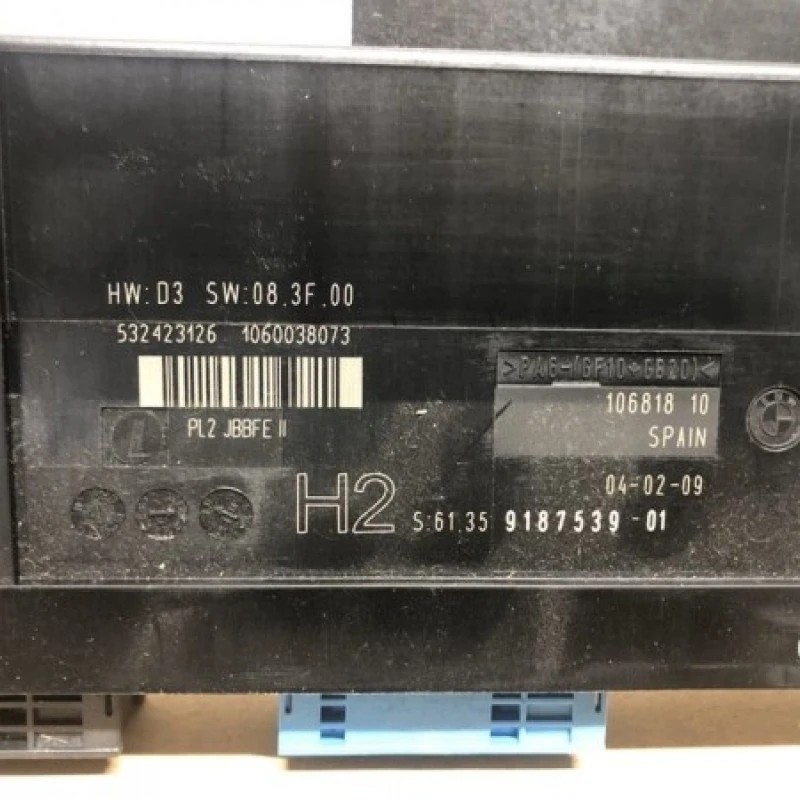 HW:D3 SW:08.3F.00
532423126 1060038073
>PA6-(GF10+GB20)<
106818 10
PL2 JBBFE II
SPAIN
04-02-09
H2 S:61.35 9187539-01